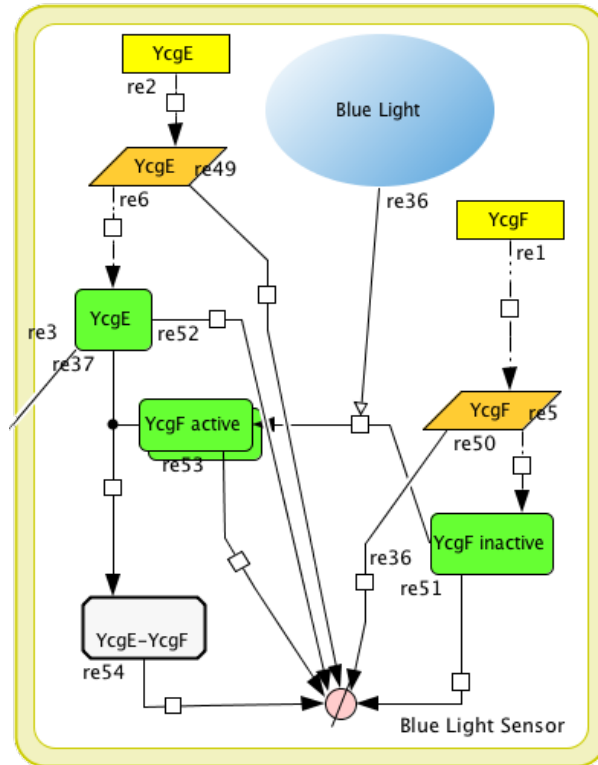 YcgE
re2
Blue Light
YcgE
re49
re6
re36
YcgF
re1
YcgE
re3
re52
re37
YcgF
re5
YcgF active
re50
re53
YcgF inactive
re36
re51
YcgE-YcgF
re54
Blue Light Sensor